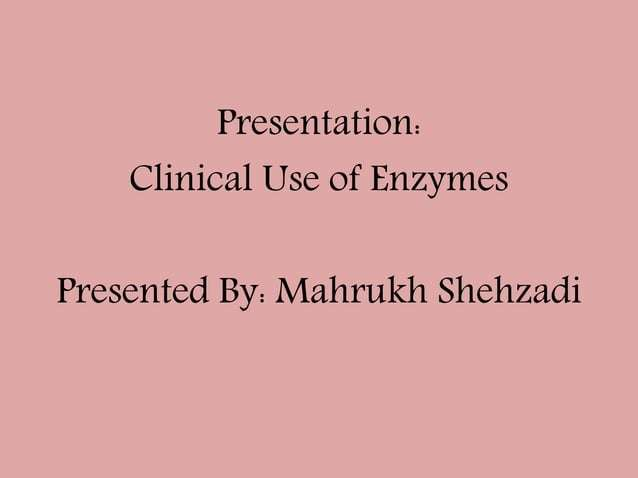 Presentation:
Clinical Use of Enzymes
Presented By: Mahrukh Shehzadi